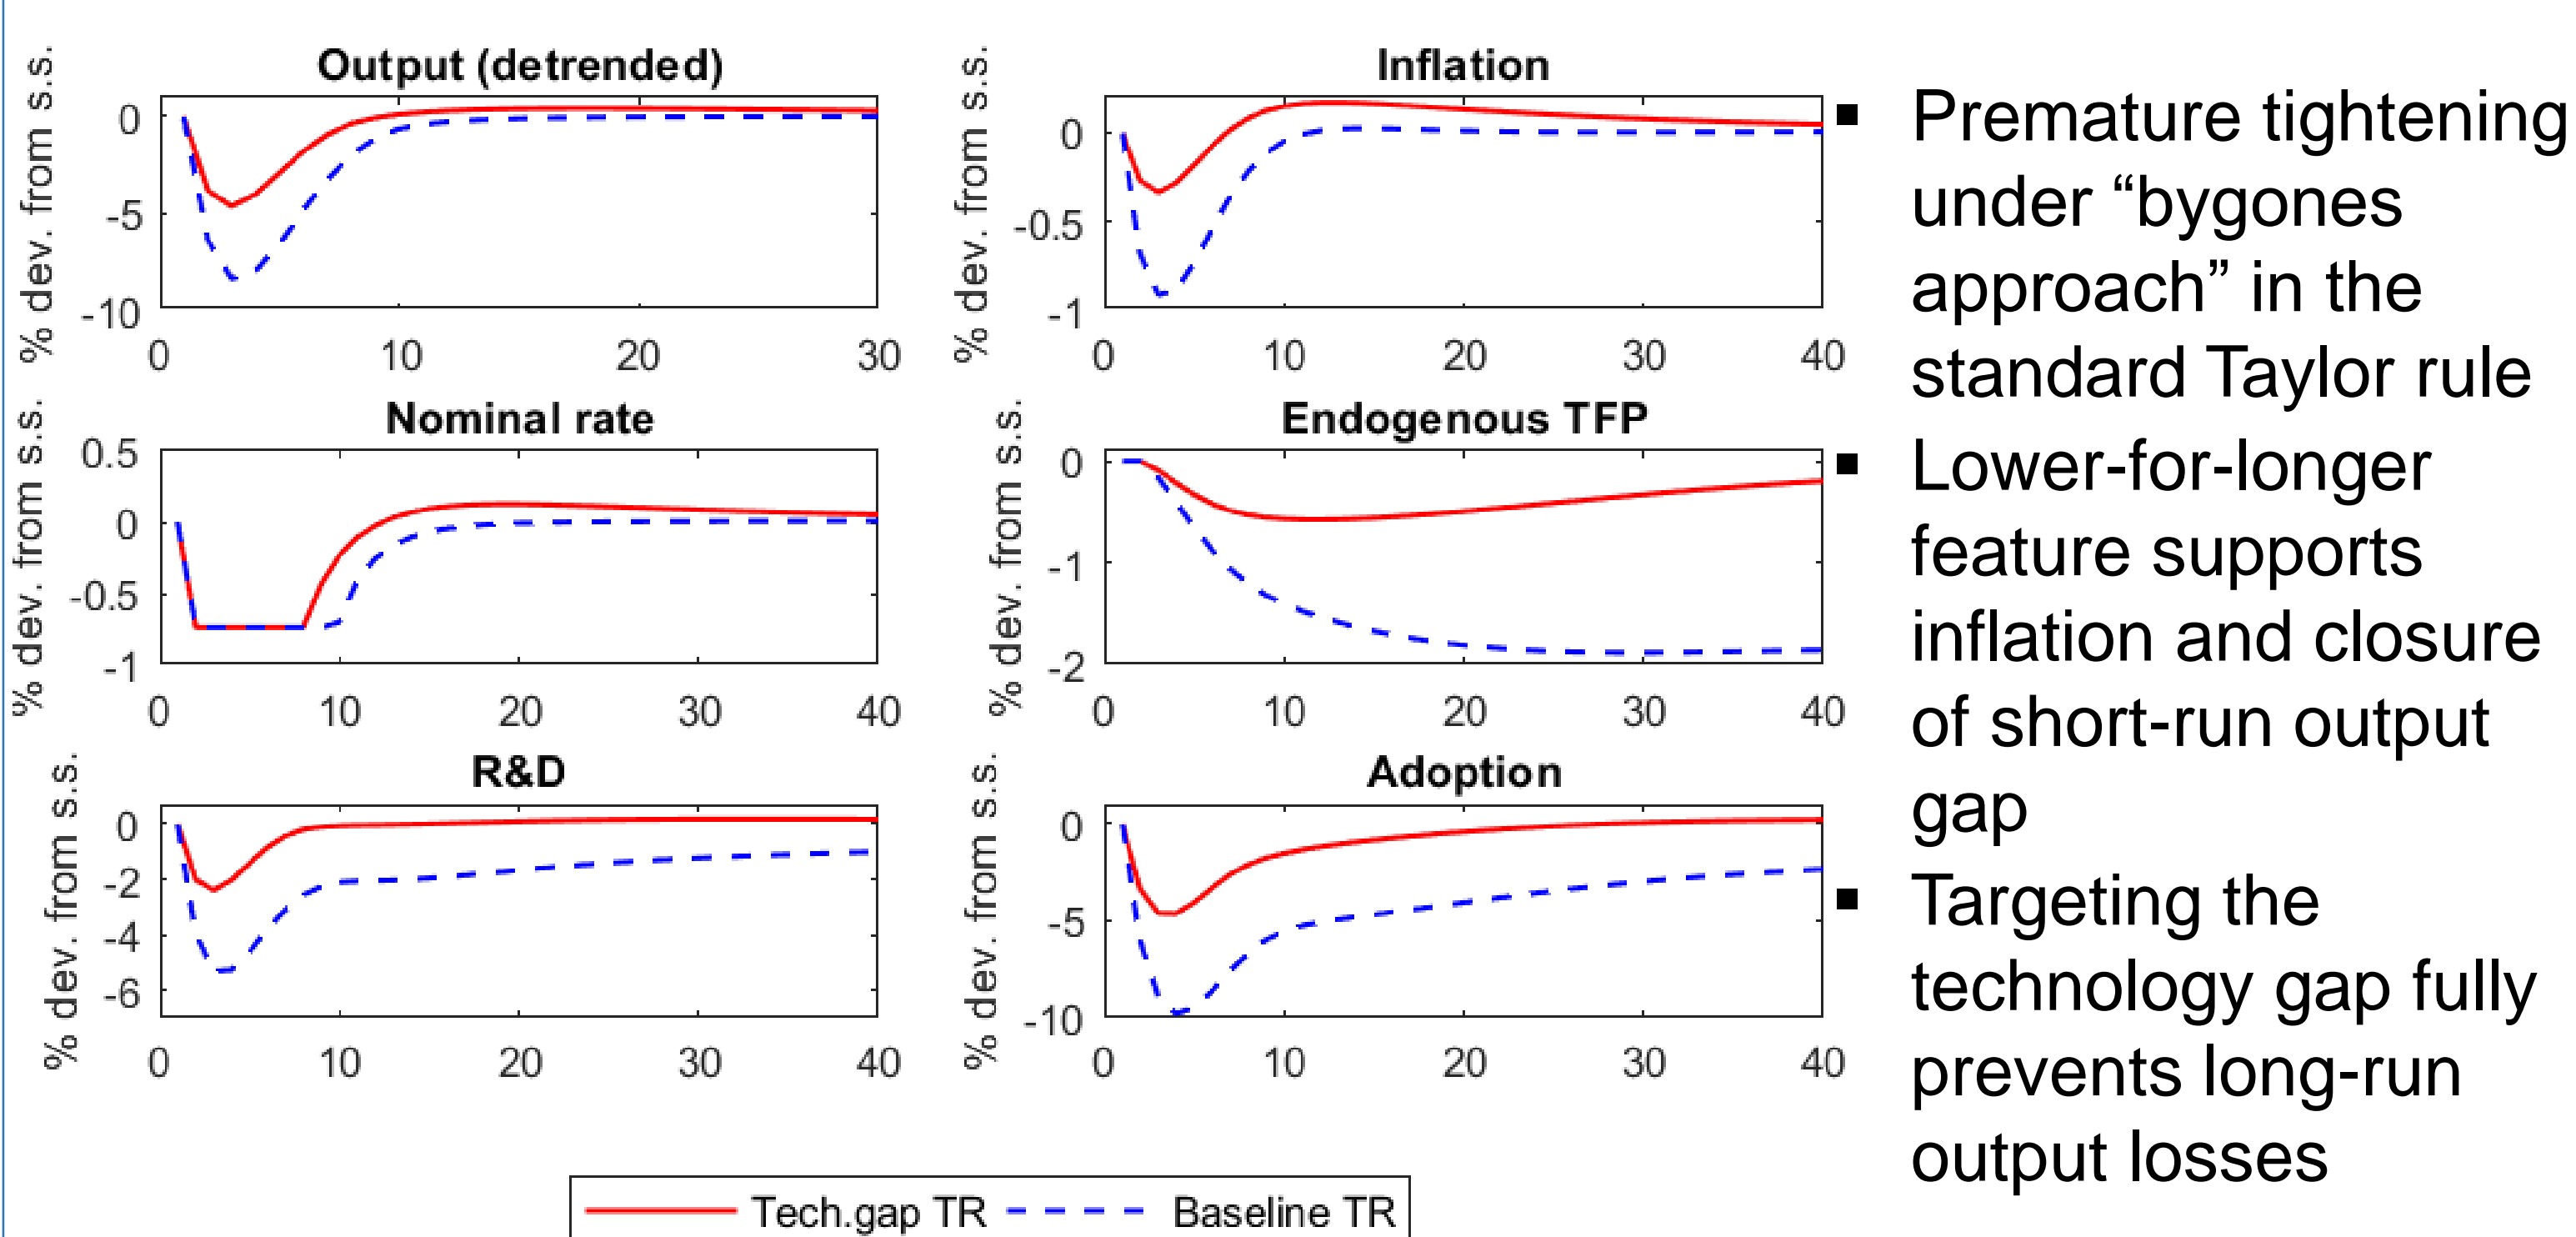 Output (detrended)
% dev. from s.s.
0
-5
-10
0 10 20 30
Inflation
% dev. from s.s.
0
-0.5
-1
0 10 20 30 40
Nominal rate
% dev. from s.s.
0.5
0
-0.5
-1
0 10 20 30 40
Endogenous TFP
% dev. from s.s.
0
-1
-2
0 10 20 30 40
R&D
% dev. from s.s.
0
-2
-4
-6
0 10 20 30 40
Adoption
% dev. from s.s.
0
-5
-10
0 10 20 30 40
Tech.gap TR Baseline TR
▪ Premature tightening
under “bygones
approach” in the
standard Taylor rule
▪ Lower-for-longer
feature supports
inflation and closure
of short-run output
gap
▪ Targeting the
technology gap fully
prevents long-run
output losses